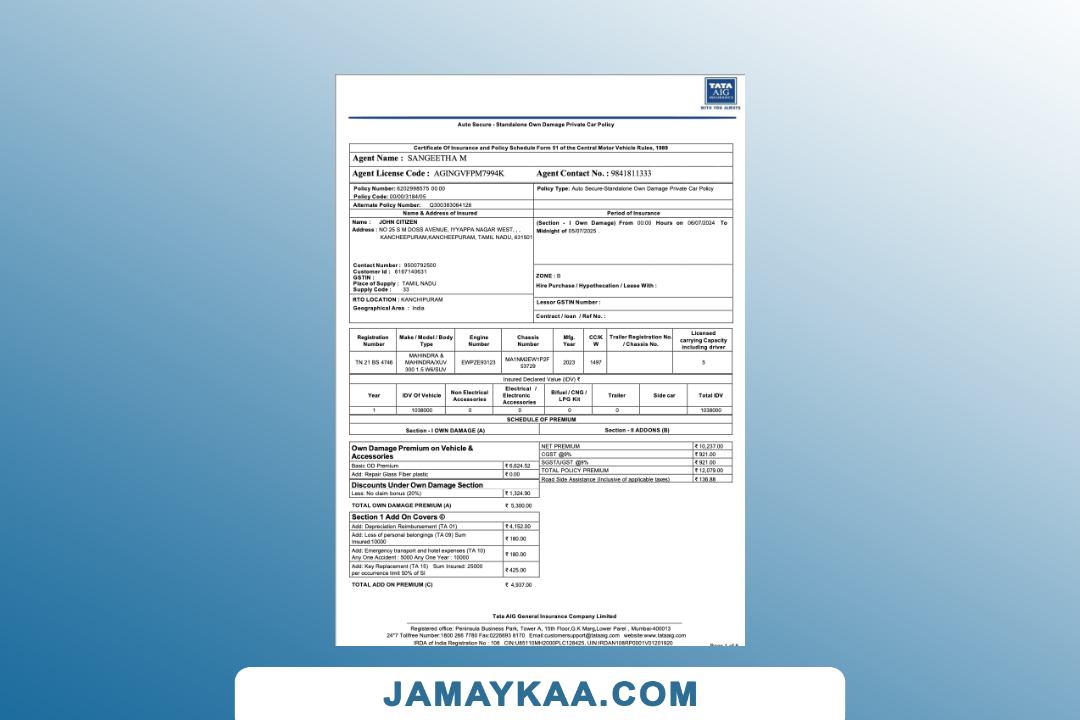 TATA
AIG
INSURANCE
WITH YOU ALWAYS
Auto Secure - Standalone Own Damage Private Car Policy
Certificate Of Insurance and Policy Schedule Form 51 of the Central Motor Vehicle Rules, 1989
Agent Name : SANGEETHA M
Agent License Code : AGINGVFPM7994K Agent Contact No. : 9841811333
Policy Number: 6202998575 00 00 Policy Type: Auto Secure-Standalone Own Damage Private Car Policy
Policy Code: 00/00/3184/05
Alternate Policy Number: Q300363064128
Name & Address of Insured Period of Insurance
Name : JOHN CITIZEN (Section - I Own Damage) From 00:00 Hours on 06/07/2024 To
Address : NO 25 S M DOSS AVENUE, IYYAPPA NAGAR WEST, , , Midnight of 05/07/2025 .
KANCHEEPURAM,KANCHEEPURAM, TAMIL NADU, 631501
Contact Number : 9500792500
Customer Id : 6167140631
GSTIN :
Place of Supply : TAMIL NADU
Supply Code : 33
ZONE : B
Hire Purchase / Hypothecation / Lease With :
RTO LOCATION : KANCHIPURAM
Geographical Area : India
Lessor GSTIN Number :
Contract / loan / Ref No. :
Registration Number Make / Model / Body Type Engine Number Chassis Number Mfg. Year CC/K W Trailer Registration No. / Chassis No. Licensed carrying Capacity including driver
TN 21 BS 4746 MAHINDRA & MAHINDRA/XUV 300 1.5 W6/SUV EWPZE93123 MA1NM2EW1P2F 53729 2023 1497 5
Insured Declared Value (IDV) ₹
Year IDV Of Vehicle Non Electrical Accessories Electrical / Electronic Accessories Bifuel / CNG / LPG Kit Trailer Side car Total IDV
1 1038000 0 0 0 0 1038000
SCHEDULE OF PREMIUM
Section - I OWN DAMAGE (A) Section - II ADDONS (B)
Own Damage Premium on Vehicle & Accessories
Basic OD Premium ₹ 6,624.52
Add: Repair Glass Fiber plastic ₹ 0.00
Discounts Under Own Damage Section
Less: No claim bonus (20%) ₹ 1,324.90
TOTAL OWN DAMAGE PREMIUM (A) ₹ 5,300.00
NET PREMIUM ₹ 10,237.00
CGST @9% ₹ 921.00
SGST/UGST @9% ₹ 921.00
TOTAL POLICY PREMIUM ₹ 12,079.00
Road Side Assistance (Inclusive of applicable taxes) ₹ 136.88
Section 1 Add On Covers ©
Add: Depreciation Reimbursement (TA 01) ₹ 4,152.00
Add: Loss of personal belongings (TA 09) Sum Insured:10000 ₹ 180.00
Add: Emergency transport and hotel expenses (TA 10) Any One Accident : 5000 Any One Year : 10000 ₹ 180.00
Add: Key Replacement (TA 15) Sum Insured: 25000 per occurrence limit 50% of SI ₹ 425.00
TOTAL ADD ON PREMIUM (C) ₹ 4,937.00
Tata AIG General Insurance Company Limited
Registered office: Peninsula Business Park, Tower A, 15th Floor,G.K Marg,Lower Parel , Mumbai-400013
24*7 Tollfree Number:1800 266 7780 Fax:0226693 8170 Email:customersupport@tataaig.com website:www.tataaig.com
IRDA of India Registration No : 108 CIN:U85110MH2000PLC128425, UIN:IRDAN108RP0001V01201920
JAMAYKAA.COM